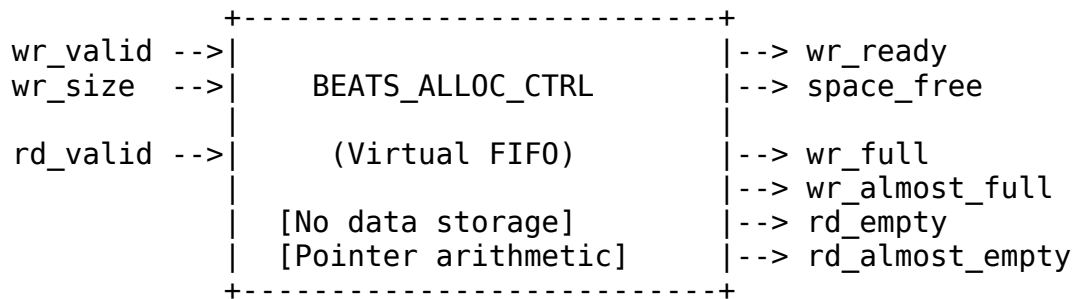 +----------------------------+
wr_valid -->|                            |--> wr_ready
wr_size  -->|     BEATS_ALLOC_CTRL       |--> space_free
             |                            |
rd_valid -->|      (Virtual FIFO)        |--> wr_full
             |                            |--> wr_almost_full
             |  [No data storage]         |--> rd_empty
             |  [Pointer arithmetic]      |--> rd_almost_empty
             +----------------------------+